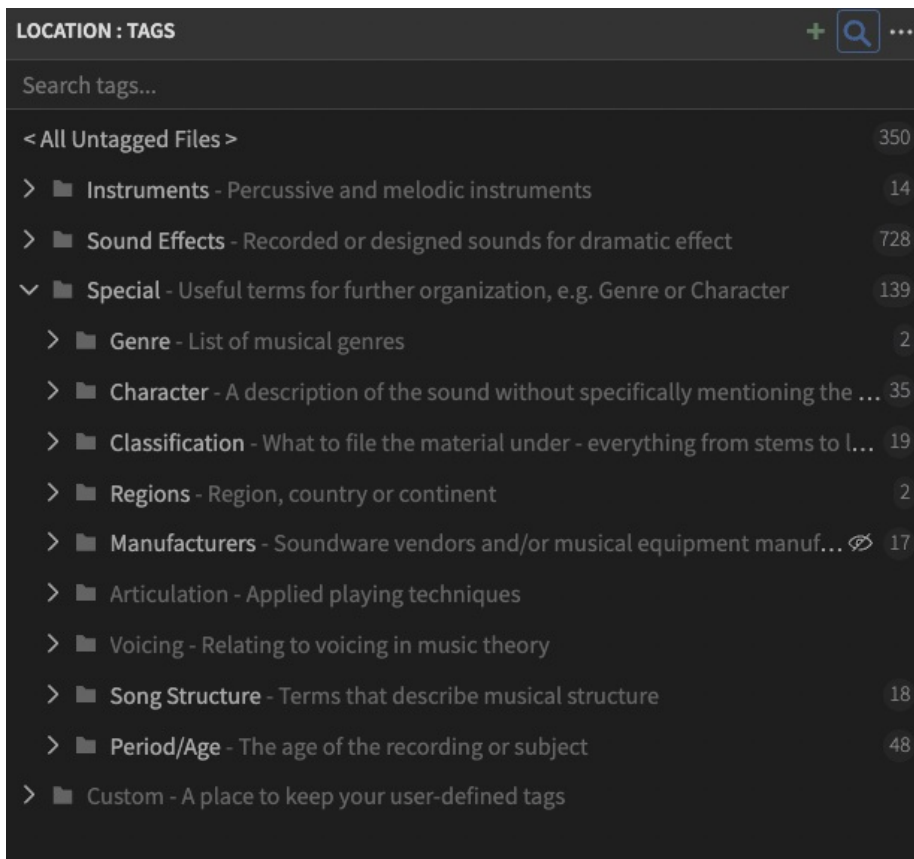 LOCATION : TAGS
Search tags...
< All Untagged Files > 350
Instruments - Percussive and melodic instruments 14
Sound Effects - Recorded or designed sounds for dramatic effect 728
Special - Useful terms for further organization, e.g. Genre or Character 139
Genre - List of musical genres 2
Character - A description of the sound without specifically mentioning the ... 35
Classification - What to file the material under - everything from stems to l... 19
Regions - Region, country or continent 2
Manufacturers - Soundware vendors and/or musical equipment manuf... 17
Articulation - Applied playing techniques
Voicing - Relating to voicing in music theory
Song Structure - Terms that describe musical structure 18
Period/Age - The age of the recording or subject 48
Custom - A place to keep your user-defined tags